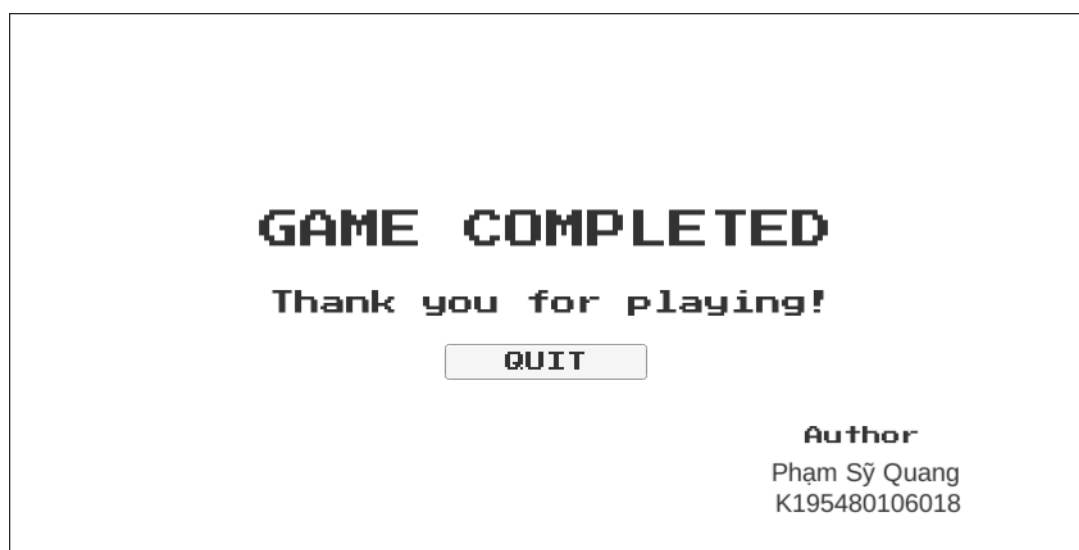 GAME COMPLETED
Thank you for playing!
QUIT
Author
Phạm Sỹ Quang
K195480106018